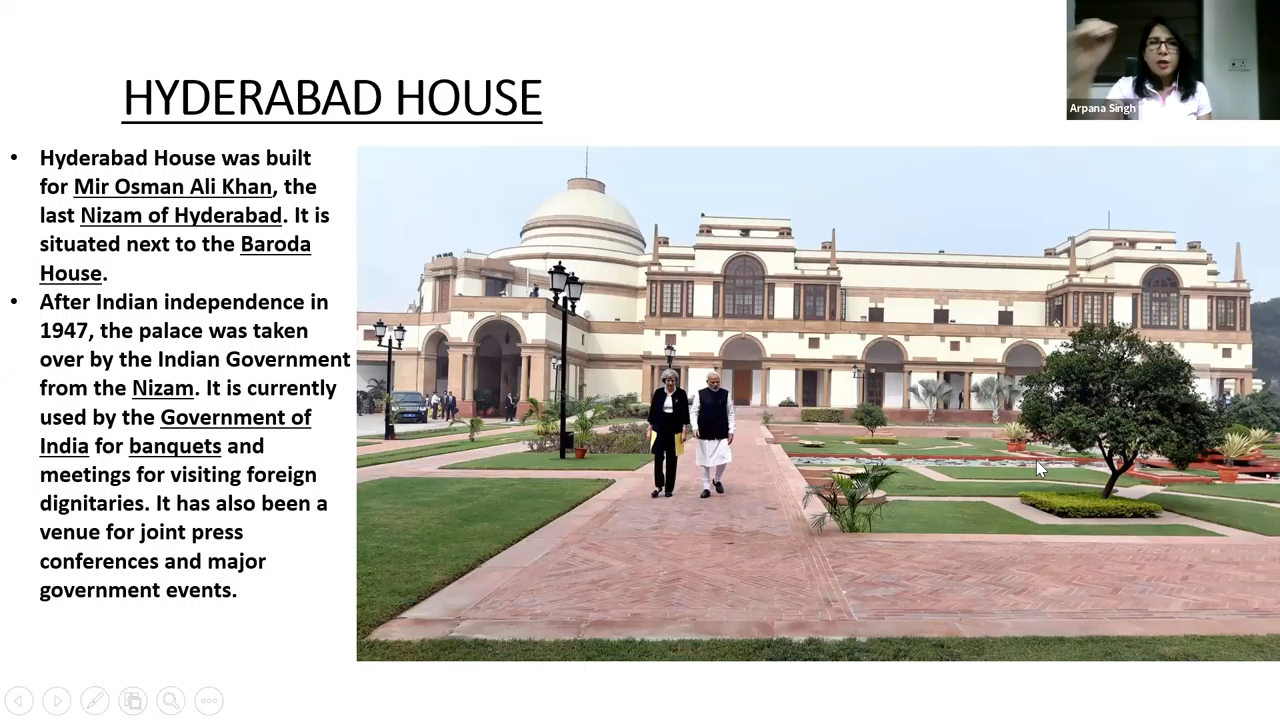 HYDERABAD HOUSE
Arpana Singh
• Hyderabad House was built
for Mir Osman Ali Khan, the
last Nizam of Hyderabad. It is
situated next to the Baroda
House.
• After Indian independence in
1947, the palace was taken
over by the Indian Government
from the Nizam. It is currently
used by the Government of
India for banquets and
meetings for visiting foreign
dignitaries. It has also been a
venue for joint press
conferences and major
government events.